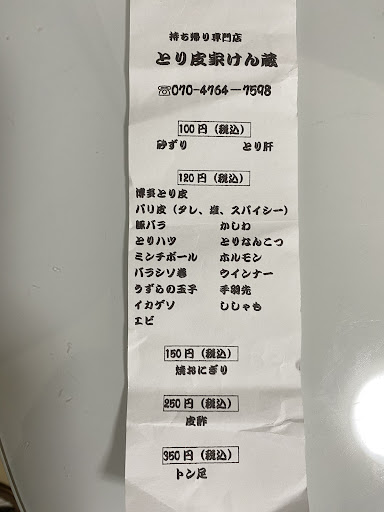 持ち帰り専門店
とり皮家けん蔵
☏070-4764-7598
100円（税込）
砂ずり　とり肝
120円（税込）
博多とり皮
バリ皮（タレ、塩、スパイシー）
豚バラ　かしわ
とりハツ　とりなんこつ
ミンチボール　ホルモン
バラシソ巻　ウインナー
うずらの玉子　手羽先
イカゲソ　ししゃも
エビ
150円（税込）
焼おにぎり
250円（税込）
皮酢
350円（税込）
トン足